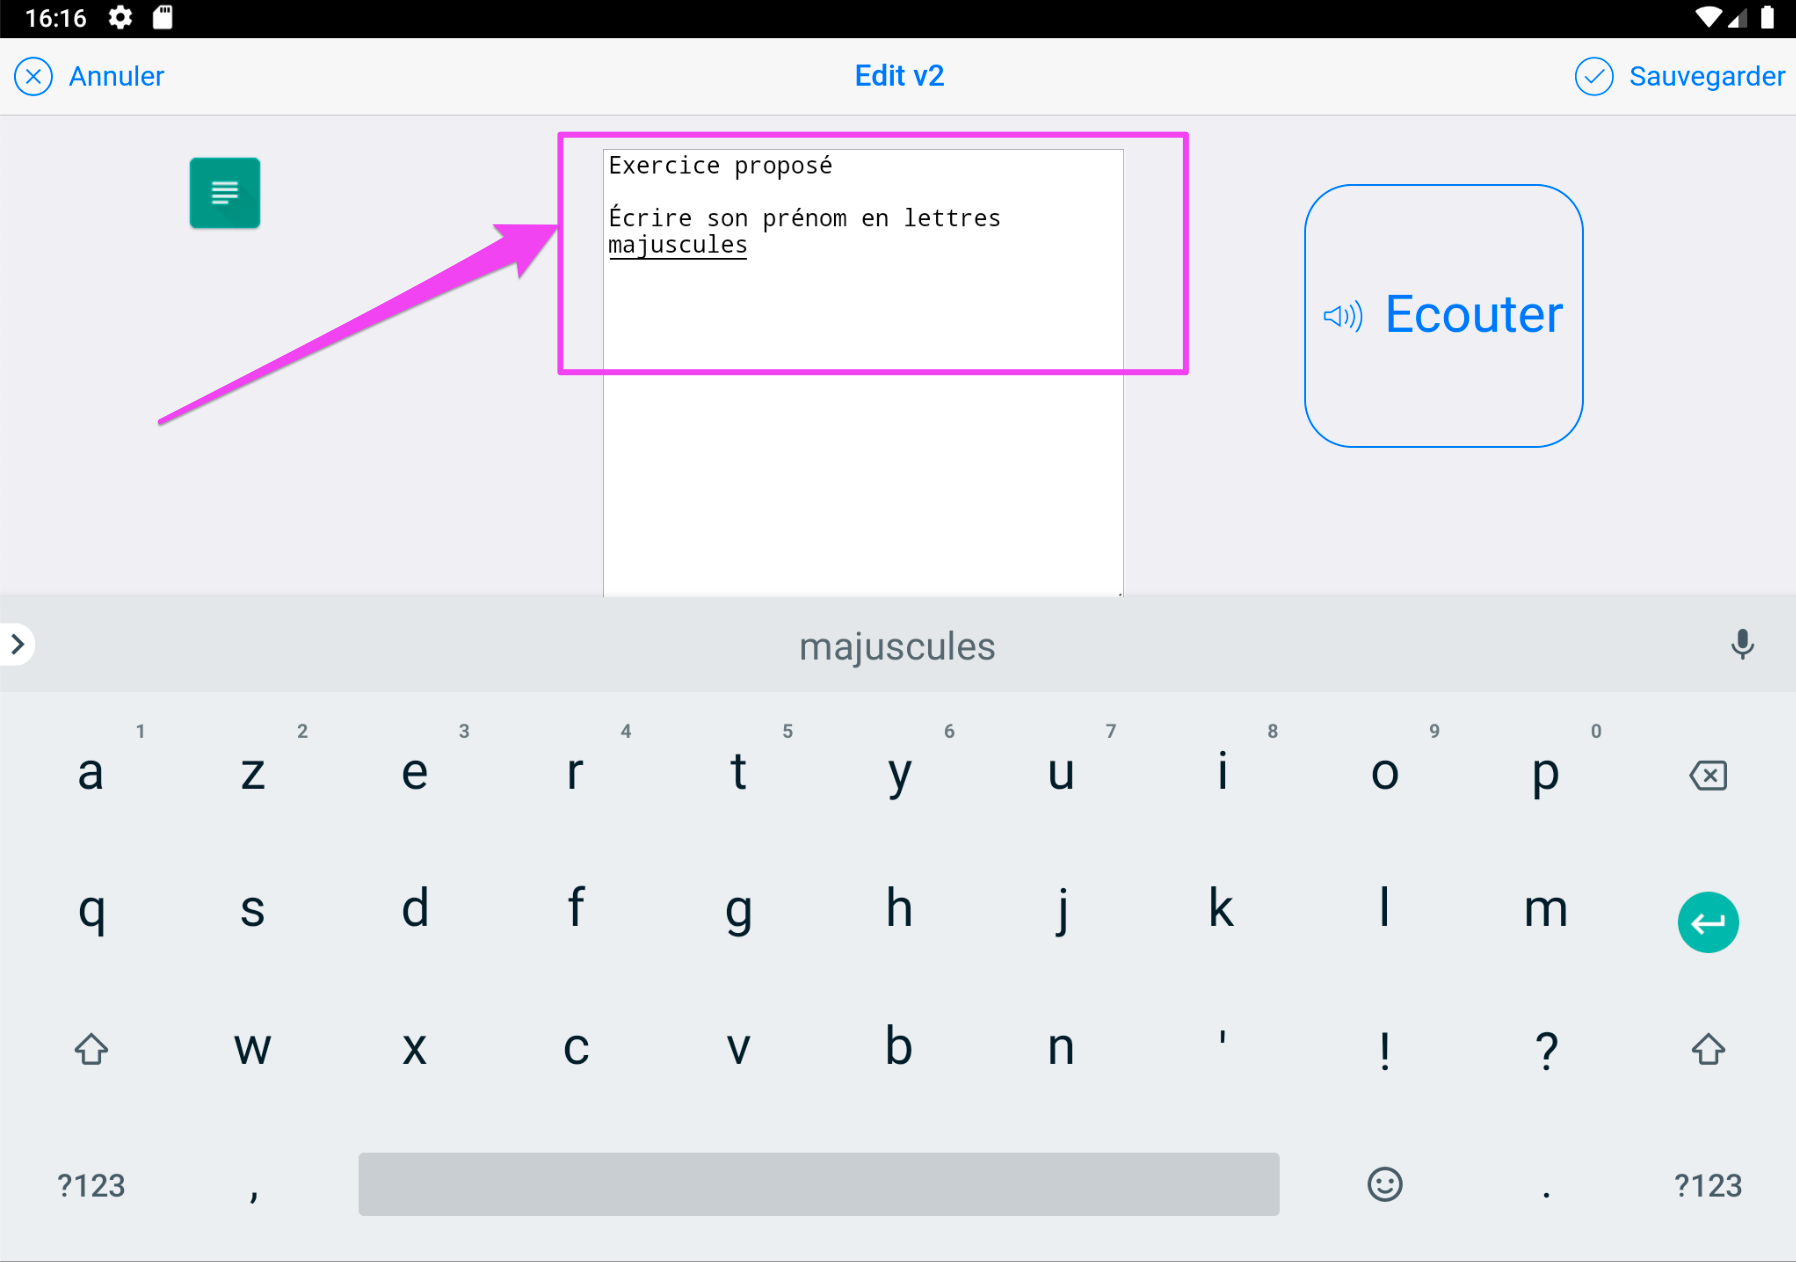 16:16
Annuler
Edit v2
Sauvegarder
Exercice proposé
Écrire son prénom en lettres
majuscules
Ecouter
majuscules
1 2 3 4 5 6 7 8 9 0
a z e r t y u i o p
q s d f g h j k l m
w x c v b n ' ! ?
?123 , . ?123